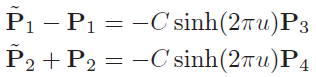 P̃₁ − P₁ = −C sinh(2πu)P₃
P̃₂ + P₂ = −C sinh(2πu)P₄